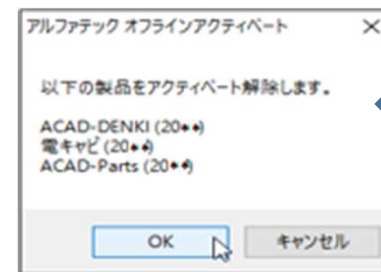 アルファテック オフラインアクティベート
以下の製品をアクティベート解除します。
ACAD-DENKI (20**)
電キャビ (20**)
ACAD-Parts (20**)
OK
キャンセル